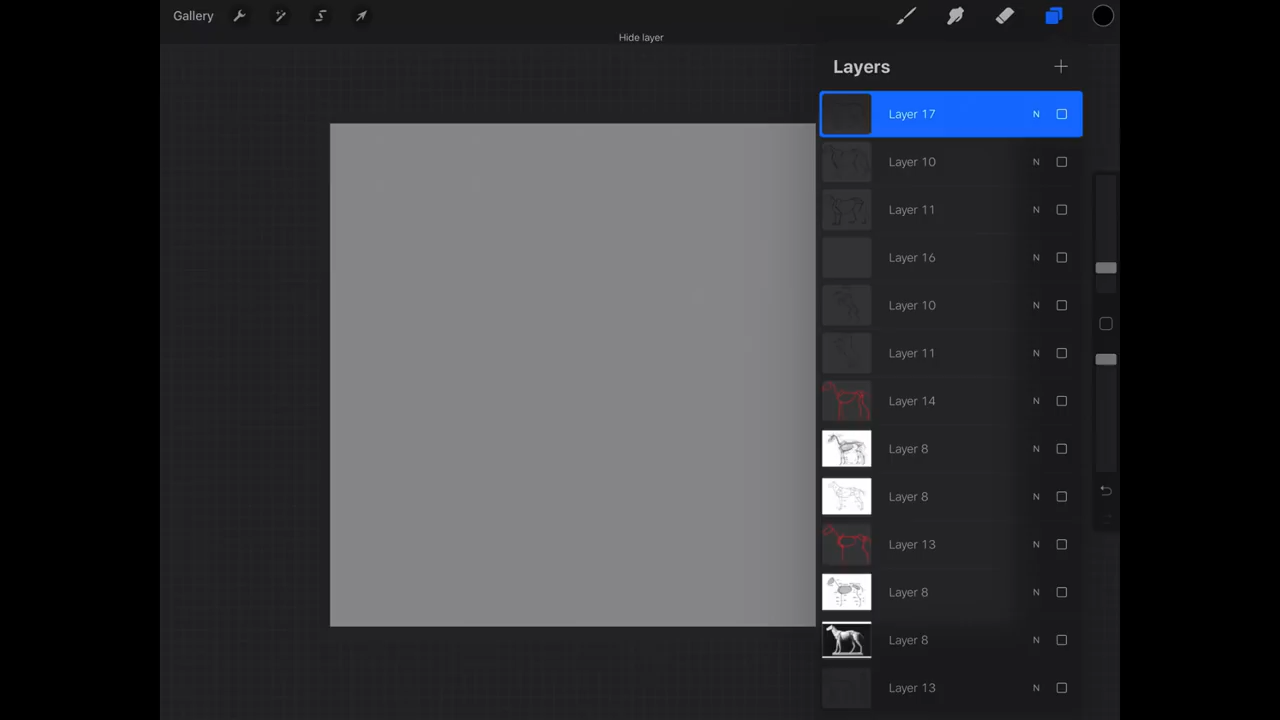 Gallery
Hide layer
Layers
Layer 17 N
Layer 10 N
Layer 11 N
Layer 16 N
Layer 10 N
Layer 11 N
Layer 14 N
Layer 8 N
Layer 8 N
Layer 13 N
Layer 8 N
Layer 8 N
Layer 13 N